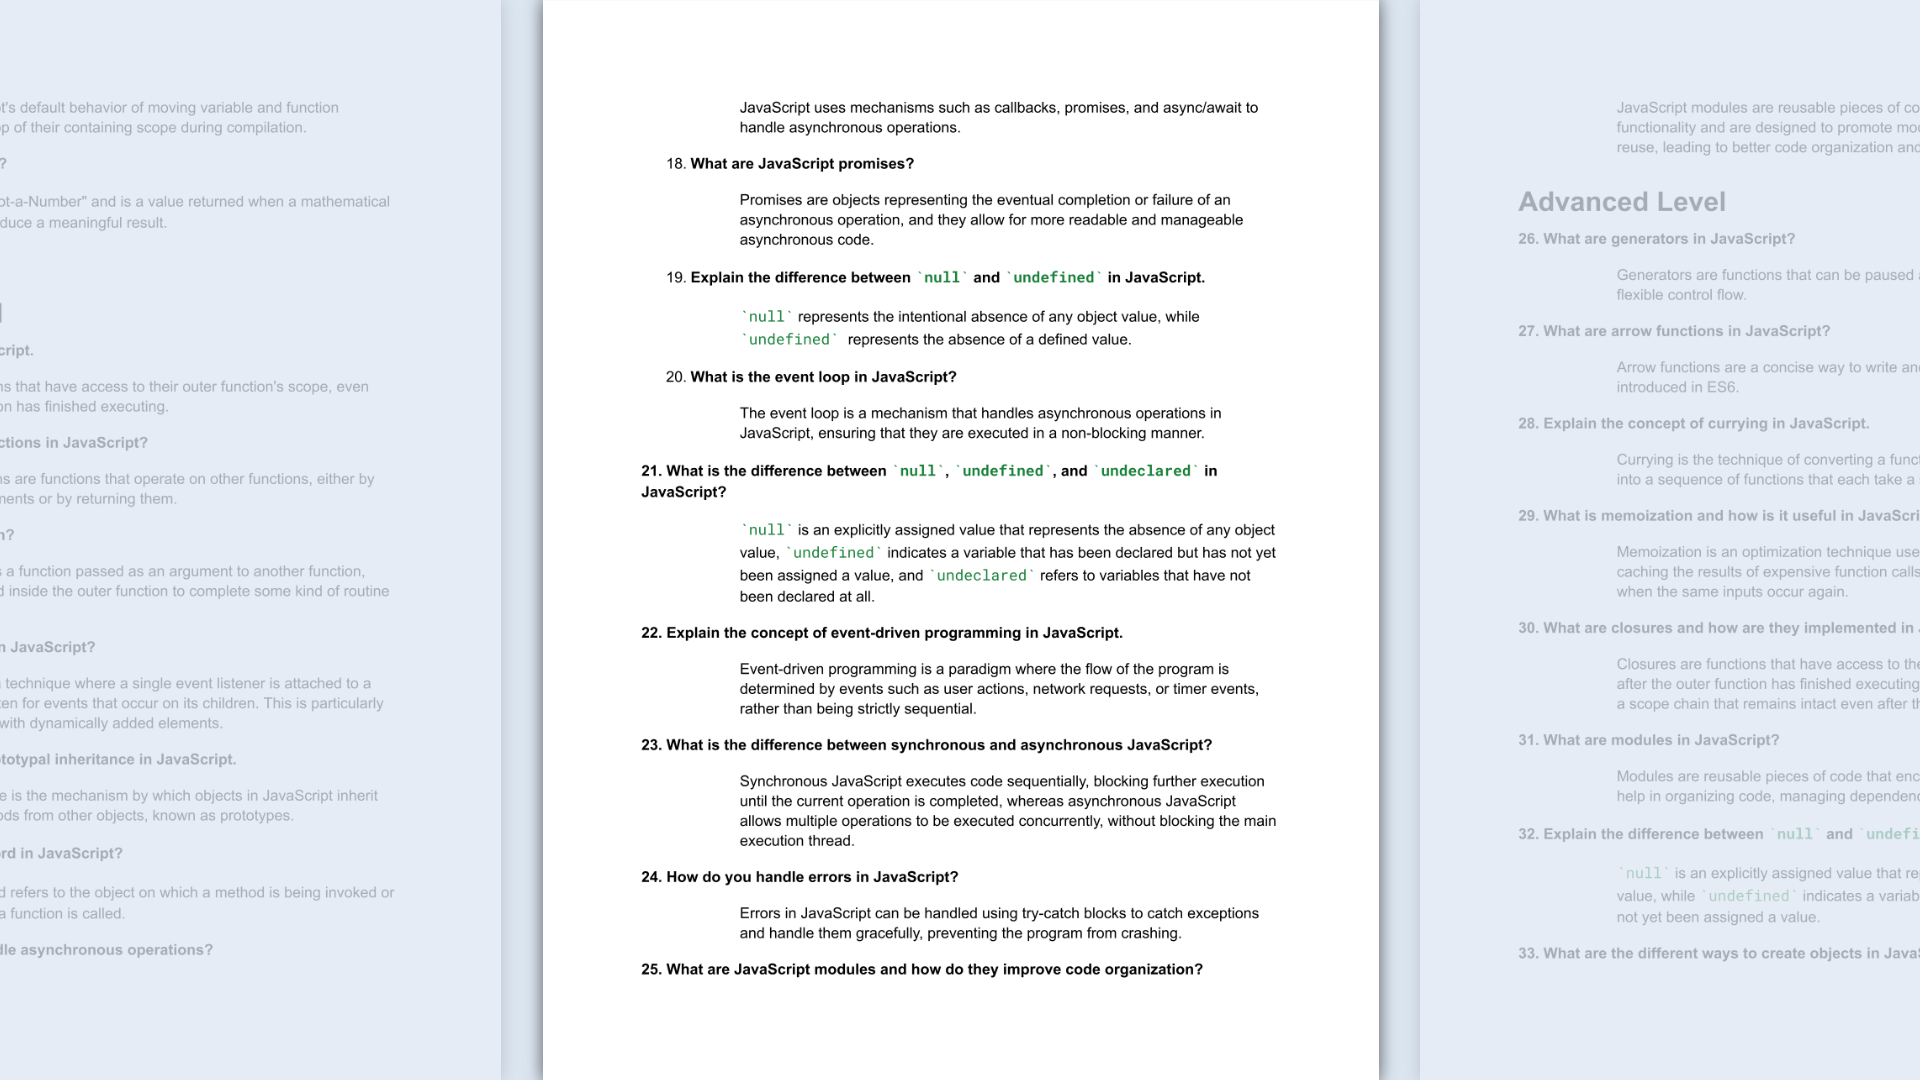 t's default behavior of moving variable and function
p of their containing scope during compilation.
?
ot-a-Number" and is a value returned when a mathematical
duce a meaningful result.
cript.
ns that have access to their outer function's scope, even
on has finished executing.
ctions in JavaScript?
ns are functions that operate on other functions, either by
ments or by returning them.
n?
s a function passed as an argument to another function,
d inside the outer function to complete some kind of routine
n JavaScript?
technique where a single event listener is attached to a
ten for events that occur on its children. This is particularly
with dynamically added elements.
totypal inheritance in JavaScript.
e is the mechanism by which objects in JavaScript inherit
ods from other objects, known as prototypes.
rd in JavaScript?
d refers to the object on which a method is being invoked or
a function is called.
dle asynchronous operations?
JavaScript uses mechanisms such as callbacks, promises, and async/await to
handle asynchronous operations.
18. What are JavaScript promises?
Promises are objects representing the eventual completion or failure of an
asynchronous operation, and they allow for more readable and manageable
asynchronous code.
19. Explain the difference between `null` and `undefined` in JavaScript.
`null` represents the intentional absence of any object value, while
`undefined` represents the absence of a defined value.
20. What is the event loop in JavaScript?
The event loop is a mechanism that handles asynchronous operations in
JavaScript, ensuring that they are executed in a non-blocking manner.
21. What is the difference between `null`, `undefined`, and `undeclared` in
JavaScript?
`null` is an explicitly assigned value that represents the absence of any object
value, `undefined` indicates a variable that has been declared but has not yet
been assigned a value, and `undeclared` refers to variables that have not
been declared at all.
22. Explain the concept of event-driven programming in JavaScript.
Event-driven programming is a paradigm where the flow of the program is
determined by events such as user actions, network requests, or timer events,
rather than being strictly sequential.
23. What is the difference between synchronous and asynchronous JavaScript?
Synchronous JavaScript executes code sequentially, blocking further execution
until the current operation is completed, whereas asynchronous JavaScript
allows multiple operations to be executed concurrently, without blocking the main
execution thread.
24. How do you handle errors in JavaScript?
Errors in JavaScript can be handled using try-catch blocks to catch exceptions
and handle them gracefully, preventing the program from crashing.
25. What are JavaScript modules and how do they improve code organization?
JavaScript modules are reusable pieces of co
functionality and are designed to promote mo
reuse, leading to better code organization and
Advanced Level
26. What are generators in JavaScript?
Generators are functions that can be paused
flexible control flow.
27. What are arrow functions in JavaScript?
Arrow functions are a concise way to write an
introduced in ES6.
28. Explain the concept of currying in JavaScript.
Currying is the technique of converting a func
into a sequence of functions that each take a
29. What is memoization and how is it useful in JavaScri
Memoization is an optimization technique use
caching the results of expensive function calls
when the same inputs occur again.
30. What are closures and how are they implemented in
Closures are functions that have access to the
after the outer function has finished executing
a scope chain that remains intact even after t
31. What are modules in JavaScript?
Modules are reusable pieces of code that enc
help in organizing code, managing dependenc
32. Explain the difference between `null` and `undefi
`null` is an explicitly assigned value that re
value, while `undefined` indicates a variab
not yet been assigned a value.
33. What are the different ways to create objects in Java